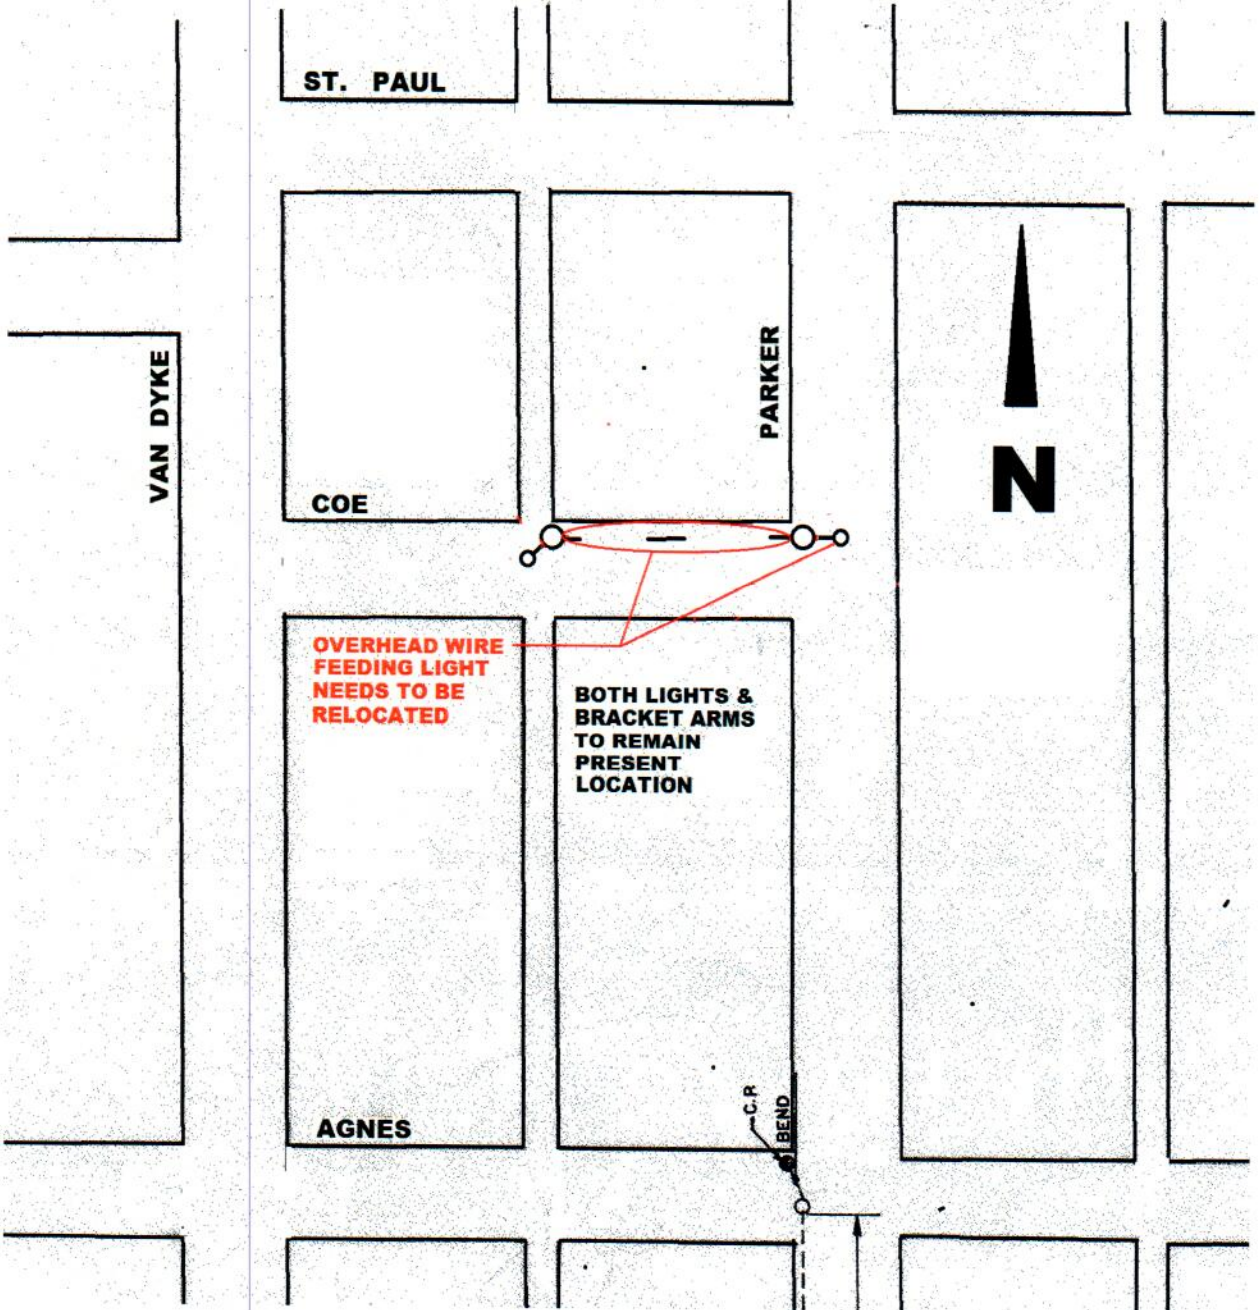 ST. PAUL
VAN DYKE
PARKER
N
COE
OVERHEAD WIRE
FEEDING LIGHT
NEEDS TO BE
RELOCATED
BOTH LIGHTS &
BRACKET ARMS
TO REMAIN
PRESENT
LOCATION
AGNES
C.P.
BEND